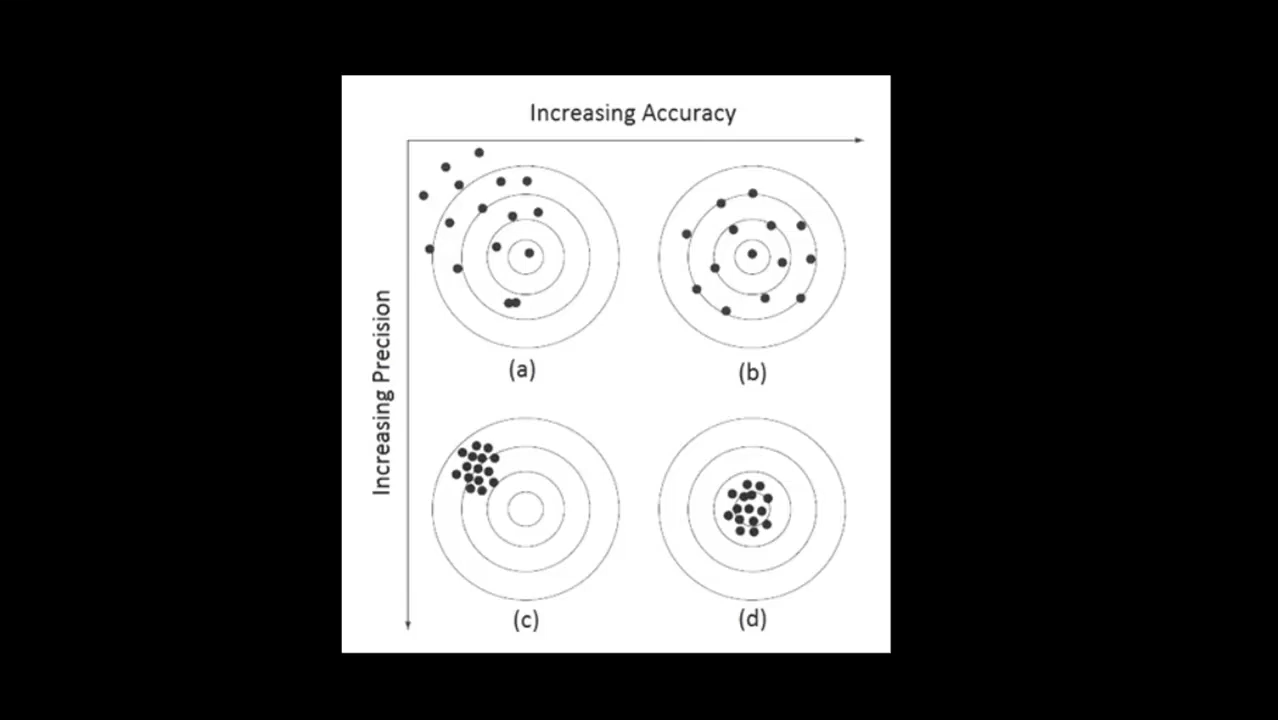 Increasing Accuracy
Increasing Precision
(a)
(b)
(c)
(d)